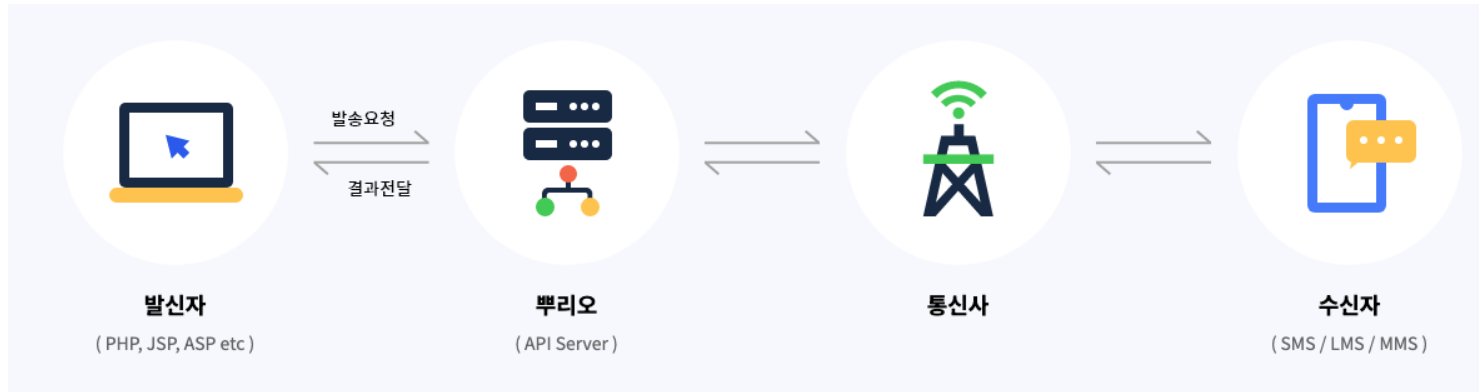 발송요청
결과전달
발신자
( PHP, JSP, ASP etc )
뿌리오
( API Server )
통신사
수신자
( SMS / LMS / MMS )